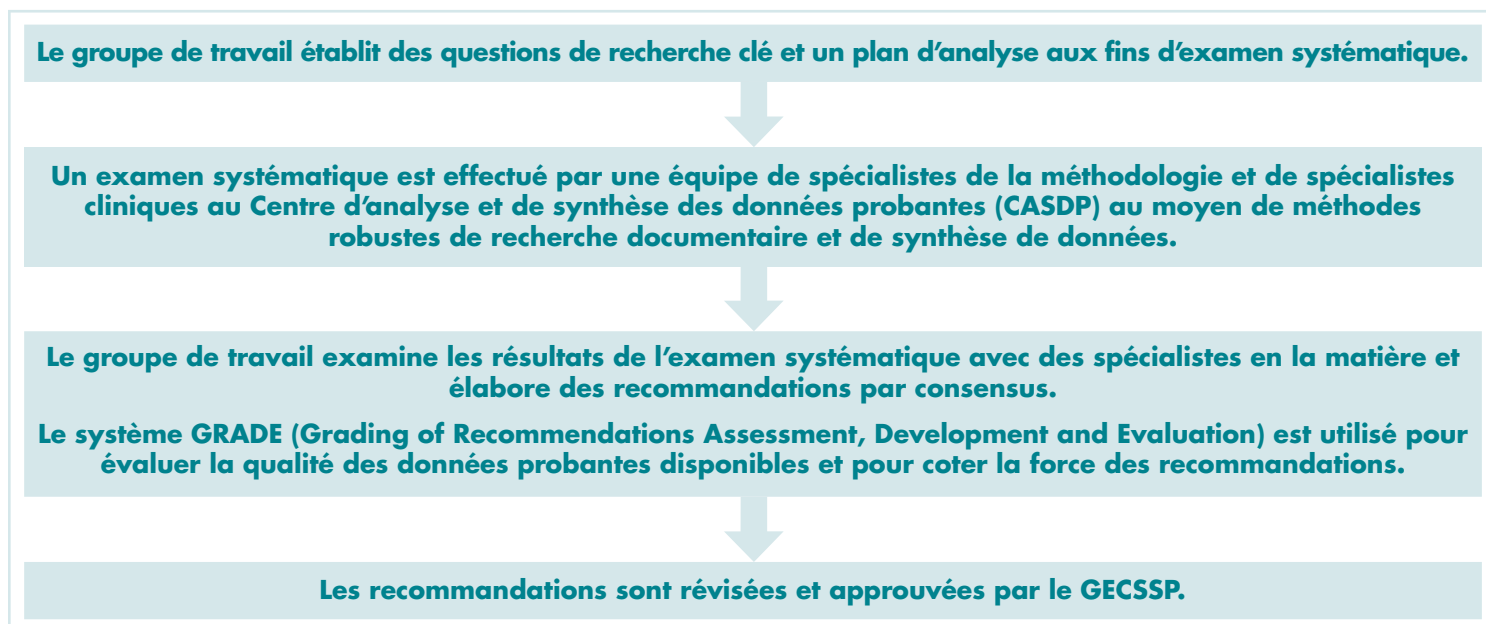 Le groupe de travail établit des questions de recherche clé et un plan d’analyse aux fins d’examen systématique.
Un examen systématique est effectué par une équipe de spécialistes de la méthodologie et de spécialistes
cliniques au Centre d’analyse et de synthèse des données probantes (CASDP) au moyen de méthodes
robustes de recherche documentaire et de synthèse de données.
Le groupe de travail examine les résultats de l’examen systématique avec des spécialistes en la matière et
élabore des recommandations par consensus.
Le système GRADE (Grading of Recommendations Assessment, Development and Evaluation) est utilisé pour
évaluer la qualité des données probantes disponibles et pour coter la force des recommandations.
Les recommandations sont révisées et approuvées par le GECSSP.